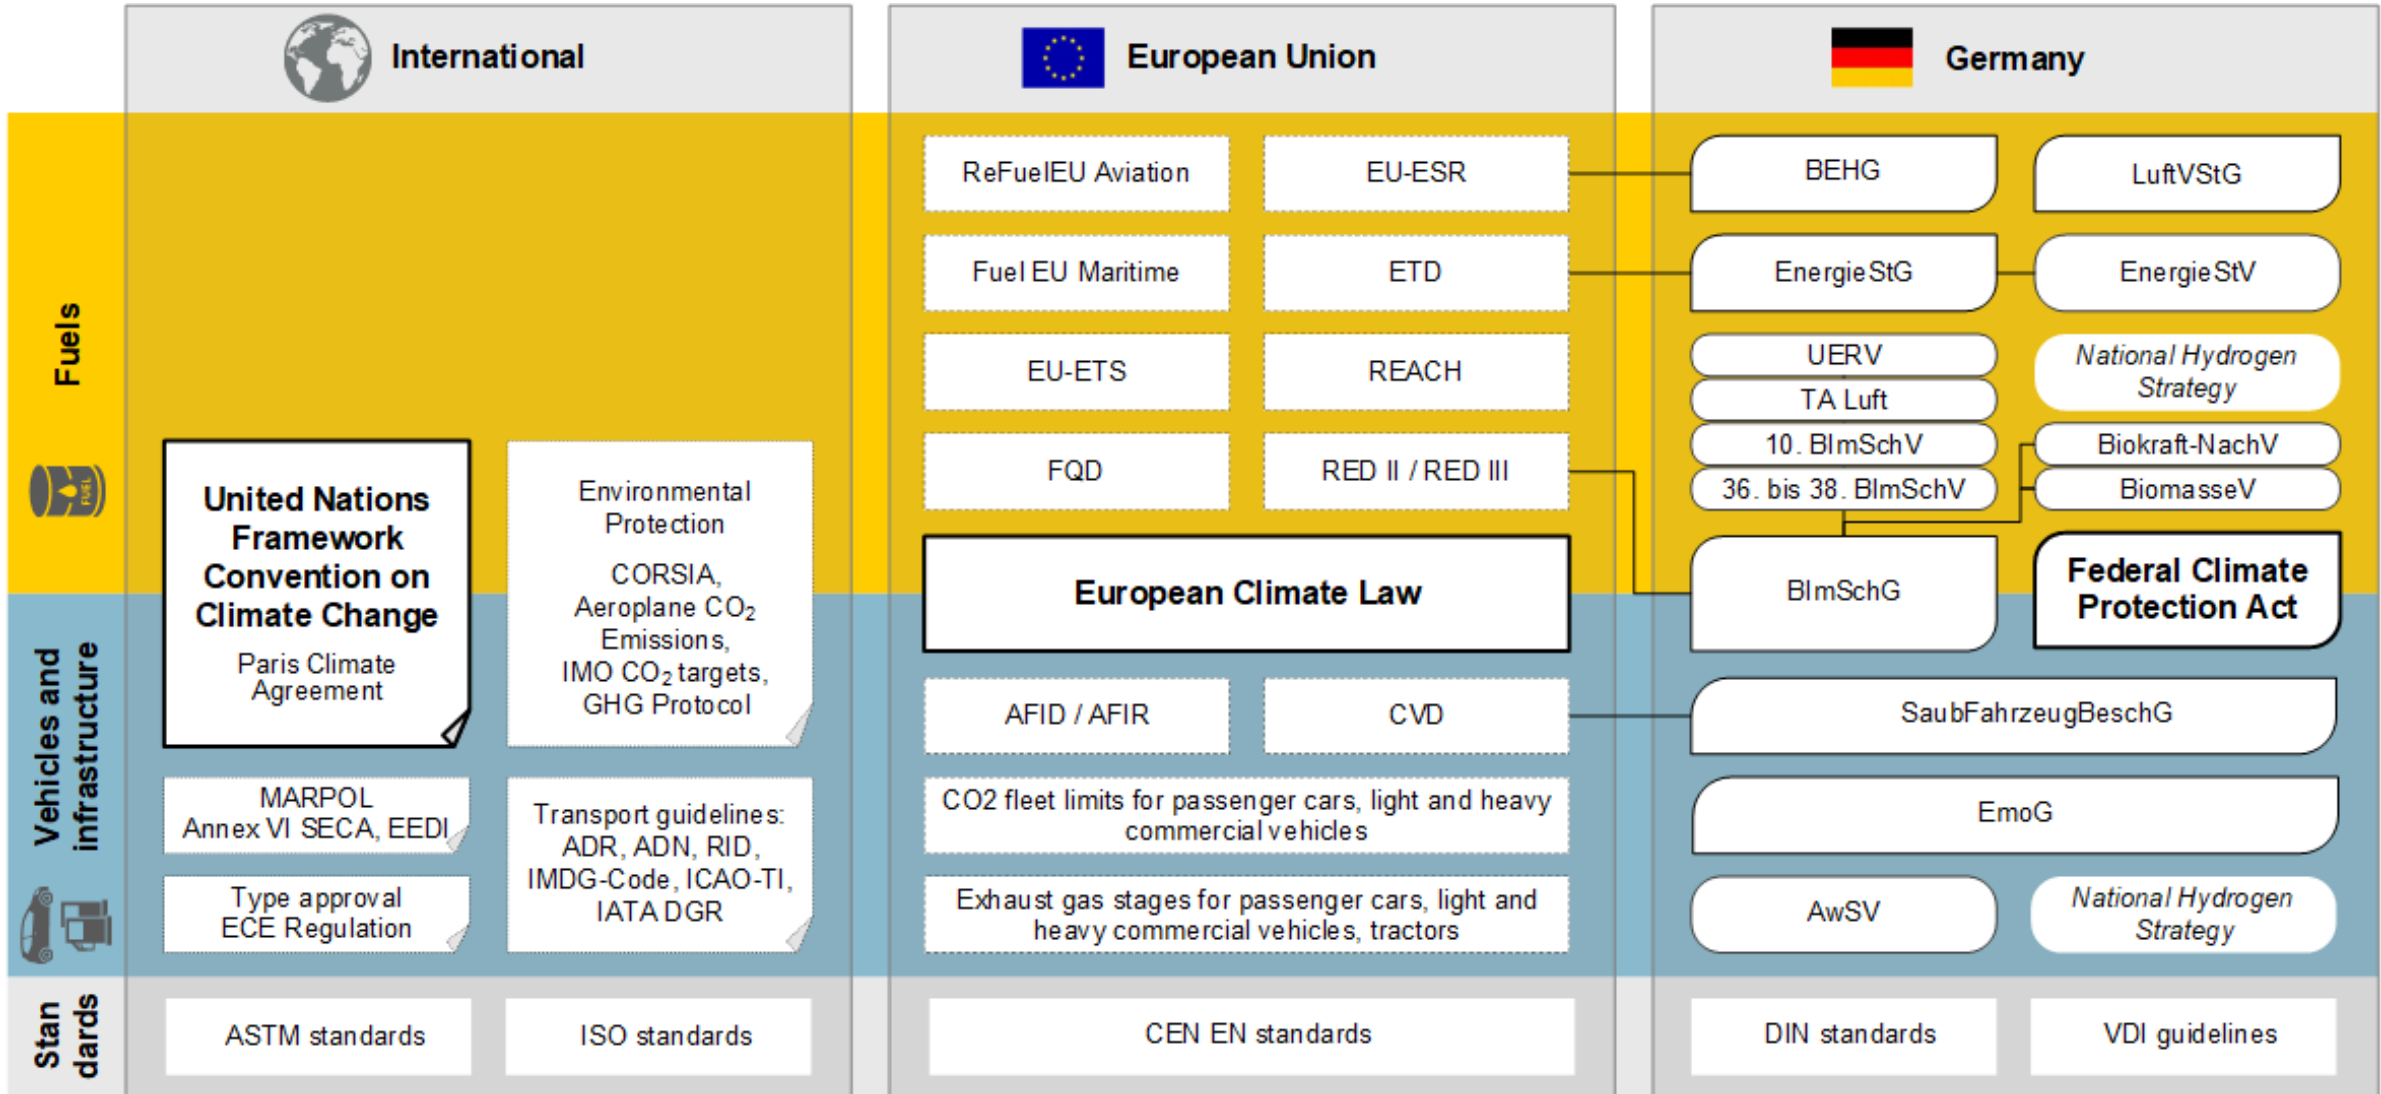 International
European Union
Germany
Fuels
FUEL
ReFuelEU Aviation
EU-ESR
BEHG
LuftVStG
Fuel EU Maritime
ETD
EnergieStG
EnergieStV
EU-ETS
REACH
UERV
TA Luft
10. BImSchV
36. bis 38. BImSchV
National Hydrogen
Strategy
FQD
RED II / RED III
Biokraft-NachV
BiomasseV
United Nations
Framework
Convention on
Climate Change
Paris Climate
Agreement
Environmental
Protection
CORSIA,
Aeroplane CO2
Emissions,
IMO CO2 targets,
GHG Protocol
European Climate Law
BImSchG
Federal Climate
Protection Act
Vehicles and
infrastructure
AFID / AFIR
CVD
SaubFahrzeugBeschG
MARPOL
Annex VI SECA, EEDI
Transport guidelines:
ADR, ADN, RID,
IMDG-Code, ICAO-TI,
IATA DGR
CO2 fleet limits for passenger cars, light and heavy
commercial vehicles
EmoG
Type approval
ECE Regulation
Exhaust gas stages for passenger cars, light and
heavy commercial vehicles, tractors
AwSV
National Hydrogen
Strategy
Stan
dards
ASTM standards
ISO standards
CEN EN standards
DIN standards
VDI guidelines